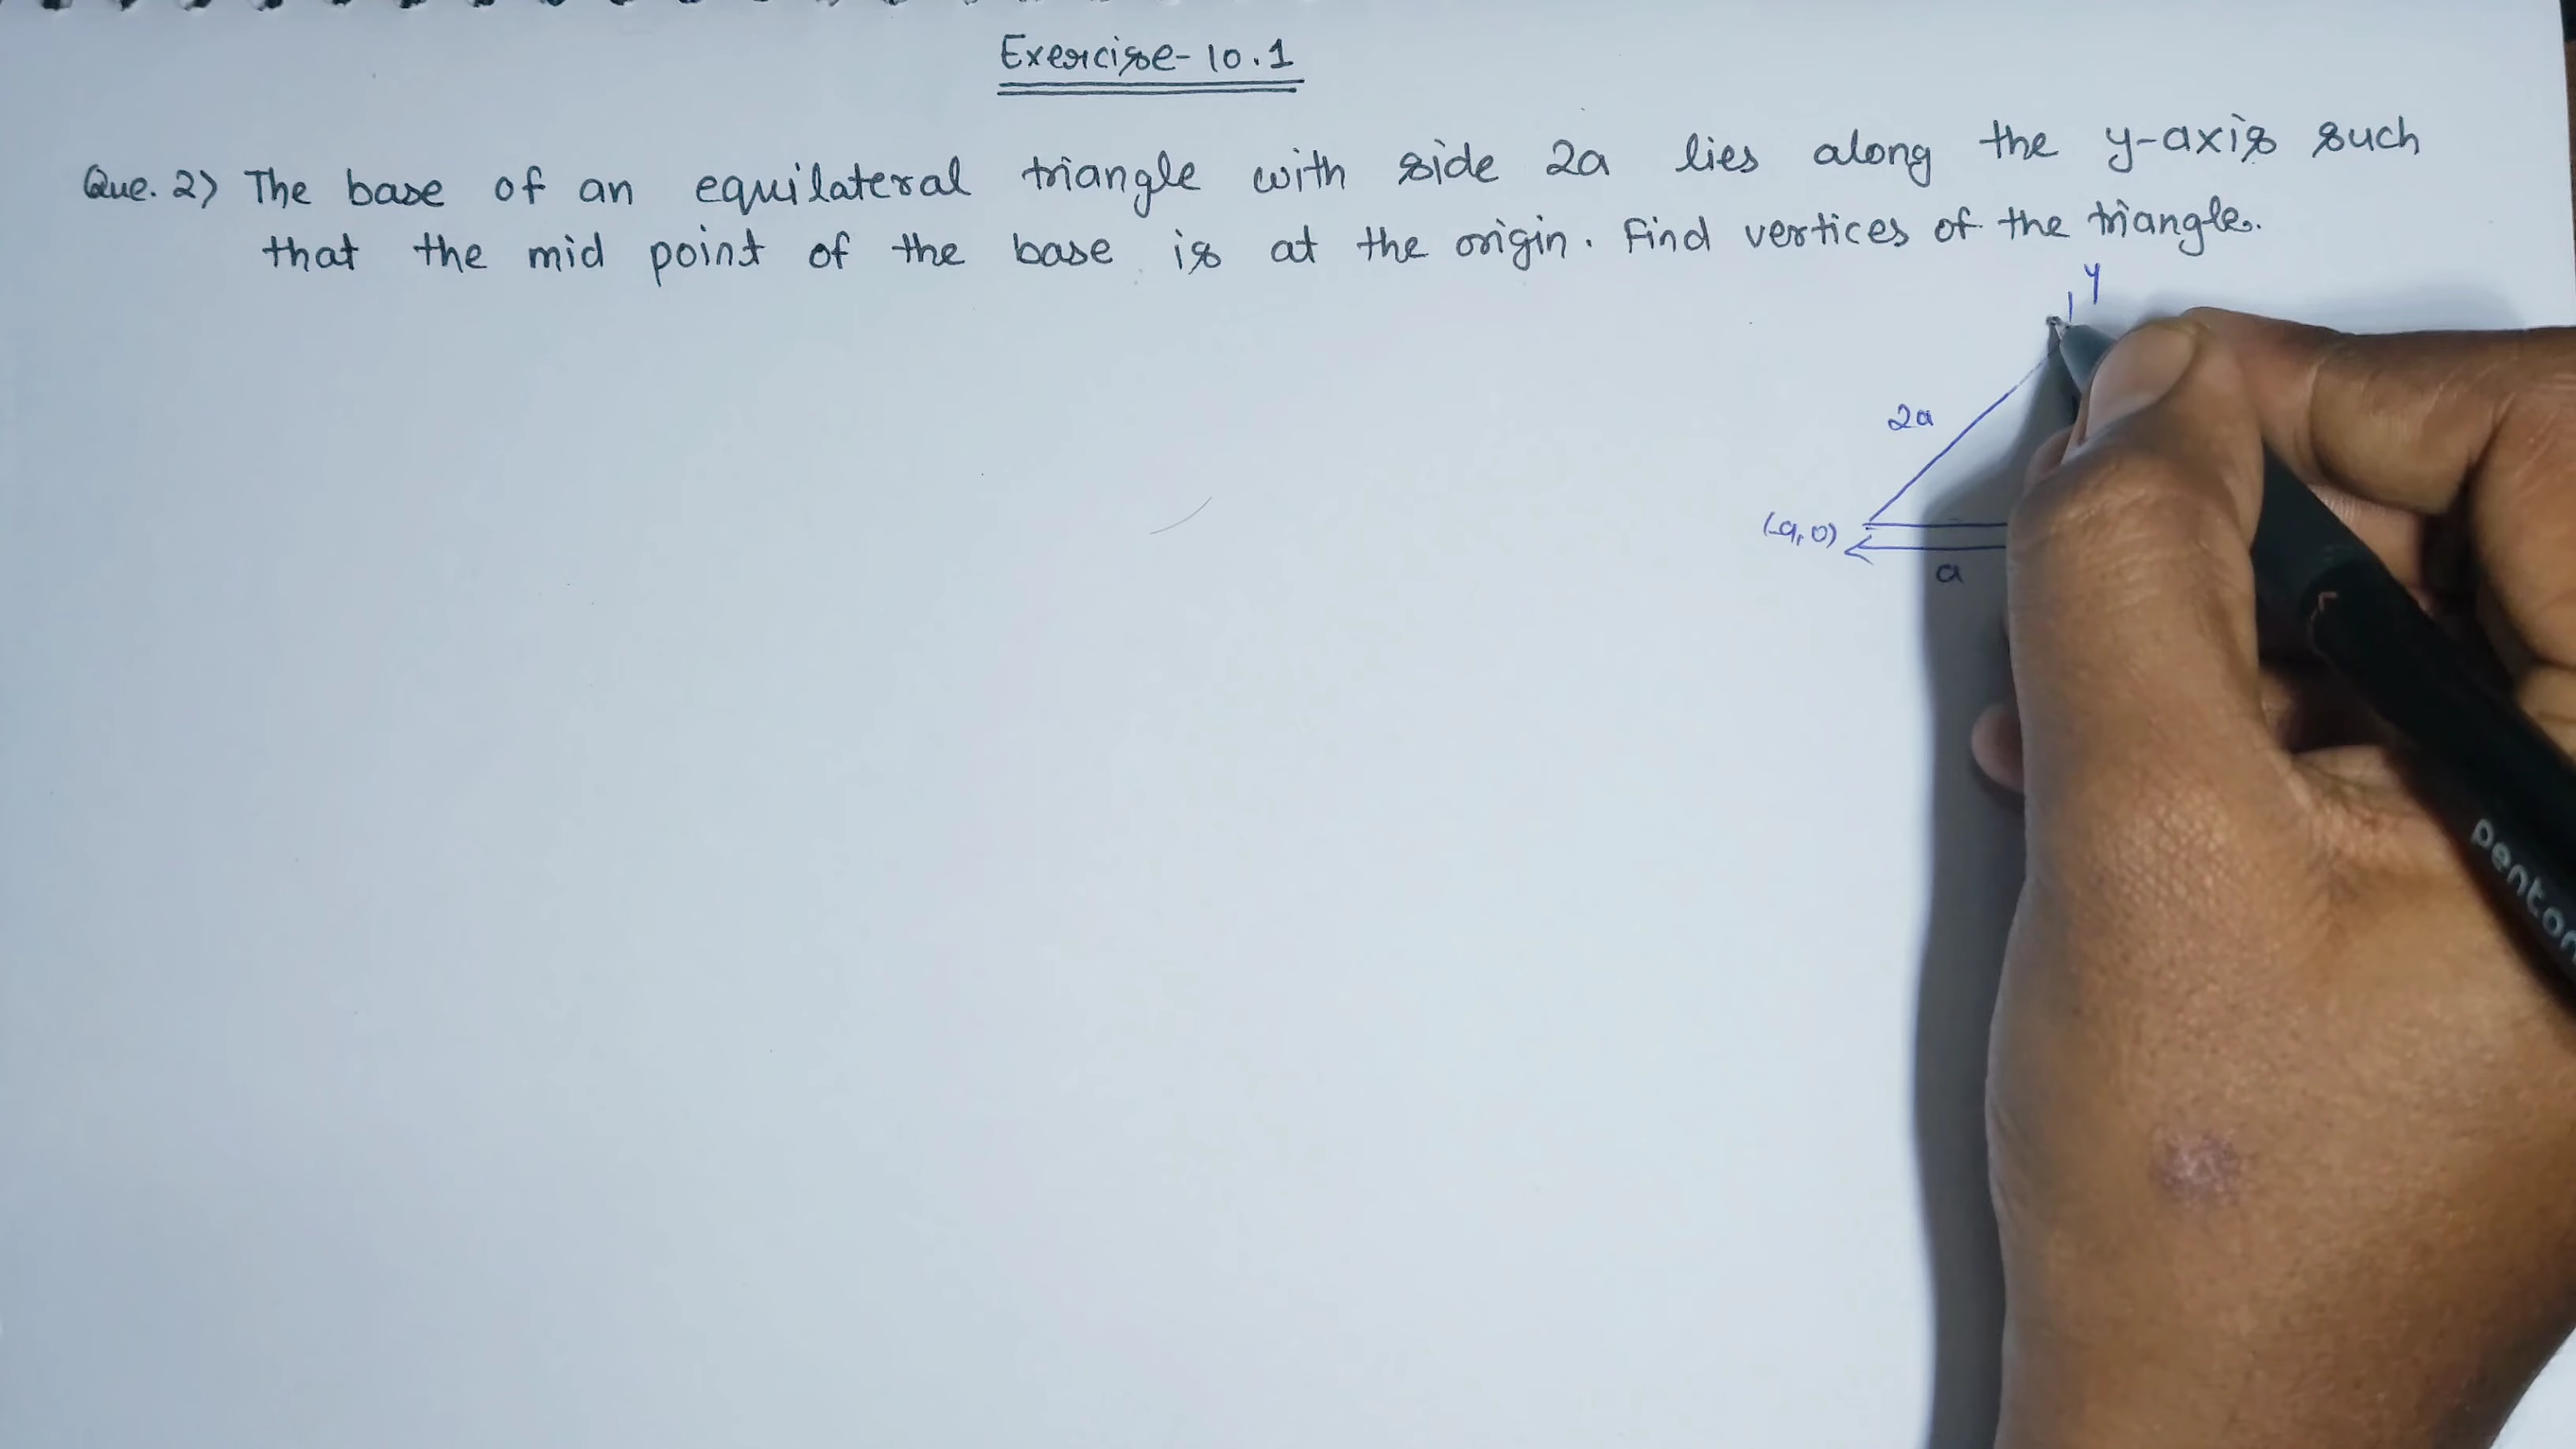 Exercise-10.1
Que. 2) The base of an equilateral triangle with side 2a lies along the y-axis such
that the mid point of the base is at the origin. Find vertices of the triangle.
y
2a
(-a, 0)
a